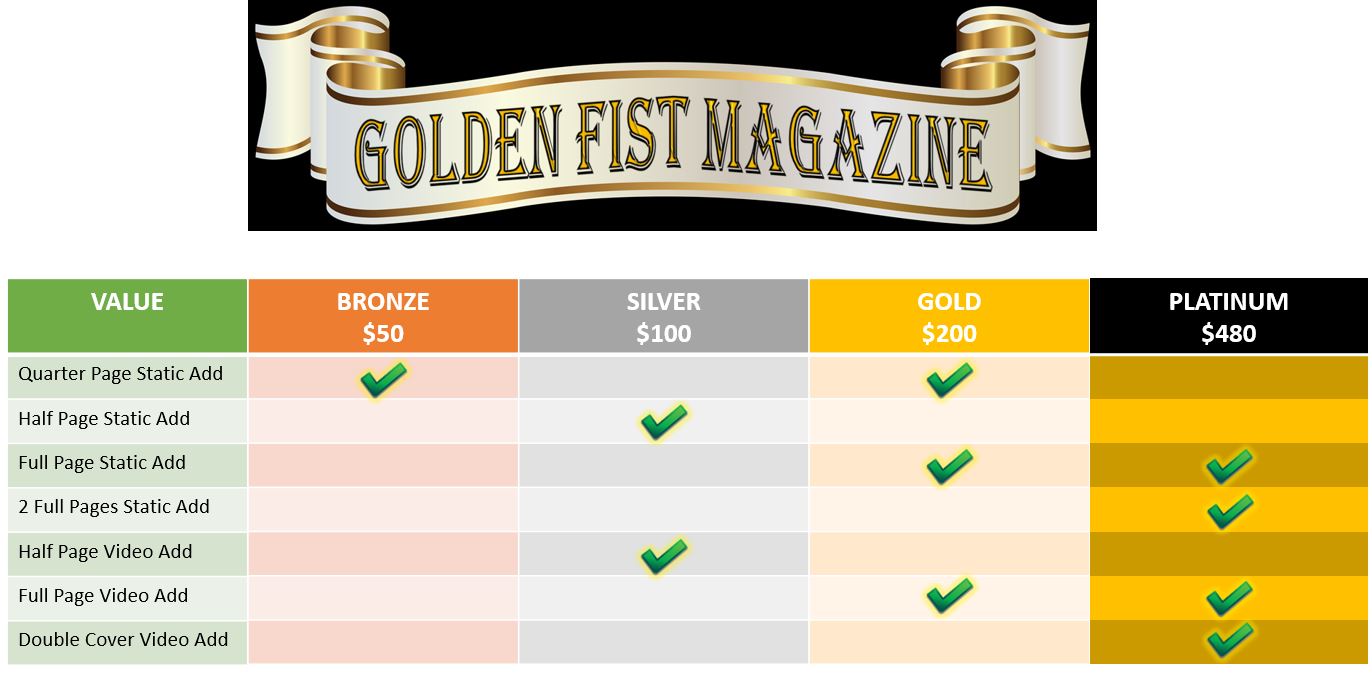 GOLDEN FIST MAGAZINE
VALUE BRONZE SILVER GOLD PLATINUM
$50 $100 $200 $480
Quarter Page Static Add
Half Page Static Add
Full Page Static Add
2 Full Pages Static Add
Half Page Video Add
Full Page Video Add
Double Cover Video Add